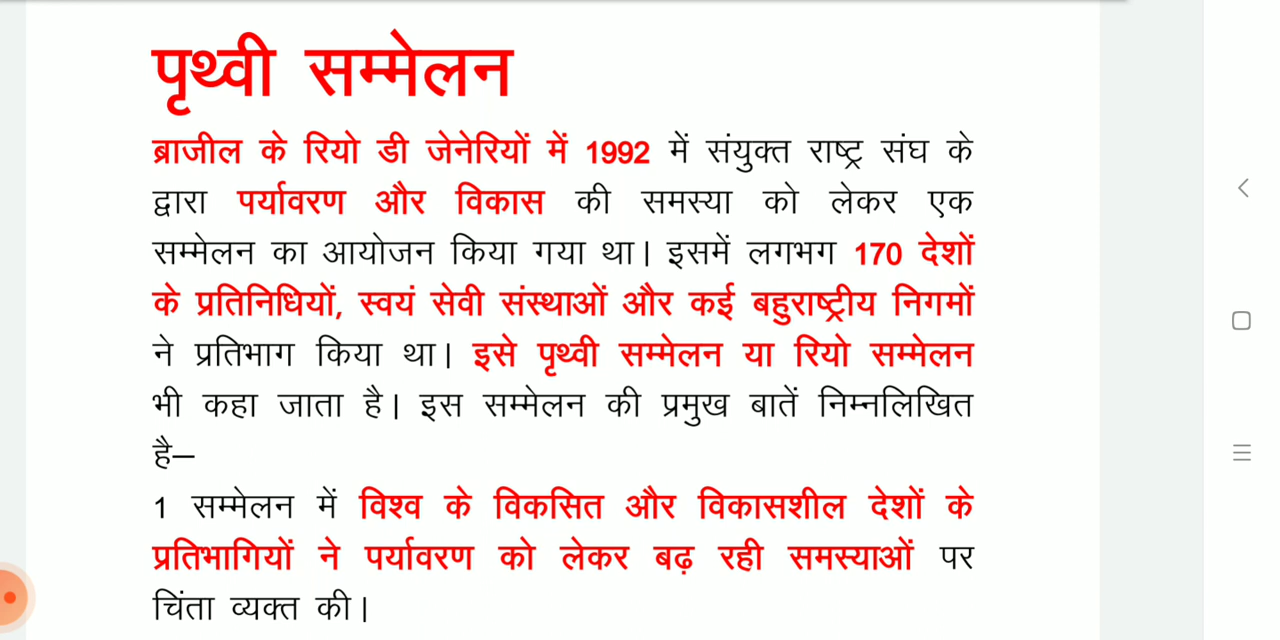 पृथ्वी सम्मेलन
ब्राजील के रियो डी जेनेरियों में 1992 में संयुक्त राष्ट्र संघ के
द्वारा पर्यावरण और विकास की समस्या को लेकर एक
सम्मेलन का आयोजन किया गया था। इसमें लगभग 170 देशों
के प्रतिनिधियों, स्वयं सेवी संस्थाओं और कई बहुराष्ट्रीय निगमों
ने प्रतिभाग किया था। इसे पृथ्वी सम्मेलन या रियो सम्मेलन
भी कहा जाता है। इस सम्मेलन की प्रमुख बातें निम्नलिखित
है–
1 सम्मेलन में विश्व के विकसित और विकासशील देशों के
प्रतिभागियों ने पर्यावरण को लेकर बढ़ रही समस्याओं पर
चिंता व्यक्त की।